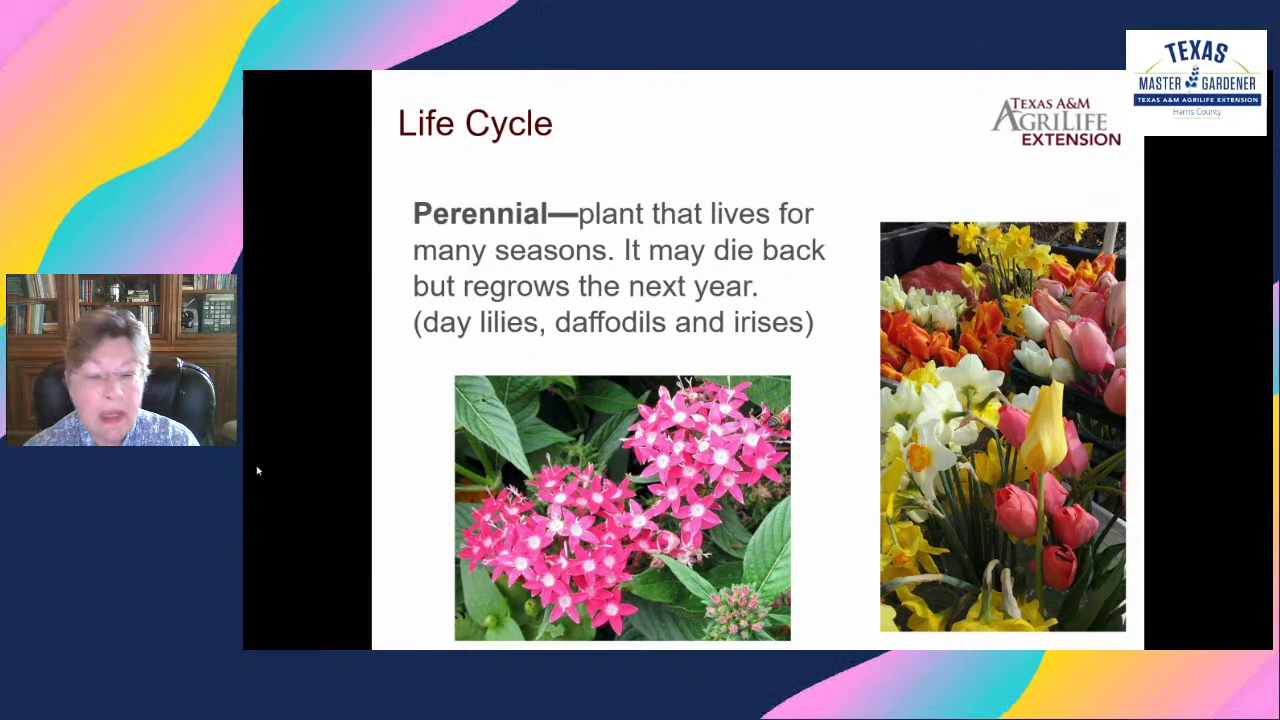 TEXAS
MASTER GARDENER
TEXAS A&M AGRILIFE EXTENSION
Harris County
Life Cycle
TEXAS A&M
AGRILIFE
EXTENSION
Perennial—plant that lives for
many seasons. It may die back
but regrows the next year.
(day lilies, daffodils and irises)